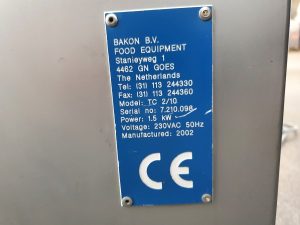 BAKON B.V.
FOOD EQUIPMENT
Stanleyweg 1
4462 GN GOES
The Netherlands
Tel: (31) 113 244330
Fax: (31) 113 244360
Model: TC 2/10
Serial no: 7.210.098
Power: 1.5 kW
Voltage: 230VAC 50Hz
Manufactured: 2002
CE